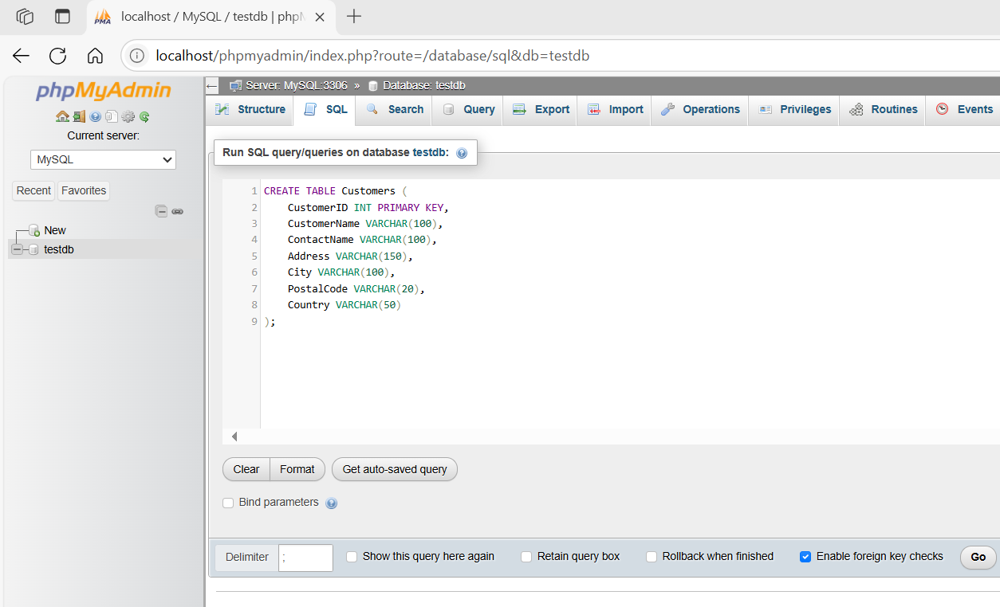 localhost / MySQL / testdb | phpM
localhost/phpmyadmin/index.php?route=/database/sql&db=testdb
phpMyAdmin
Current server:
MySQL
Recent
Favorites
New
testdb
Server: MySQL:3306 » Database: testdb
Structure
SQL
Search
Query
Export
Import
Operations
Privileges
Routines
Events
Run SQL query/queries on database testdb:
1 CREATE TABLE Customers (
2 CustomerID INT PRIMARY KEY,
3 CustomerName VARCHAR(100),
4 ContactName VARCHAR(100),
5 Address VARCHAR(150),
6 City VARCHAR(100),
7 PostalCode VARCHAR(20),
8 Country VARCHAR(50)
9 );
Clear
Format
Get auto-saved query
Bind parameters
Delimiter ;
Show this query here again
Retain query box
Rollback when finished
Enable foreign key checks
Go